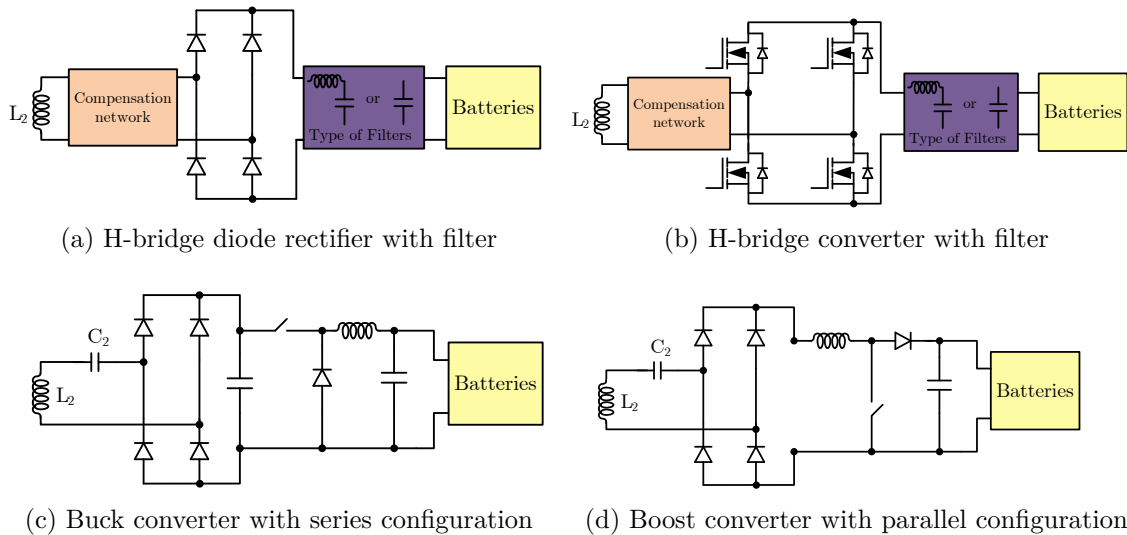 L2
Compensation
network
or
Type of Filters
Batteries
(a) H-bridge diode rectifier with filter
L2
Compensation
network
or
Type of Filters
Batteries
(b) H-bridge converter with filter
C2
L2
Batteries
(c) Buck converter with series configuration
C2
L2
Batteries
(d) Boost converter with parallel configuration